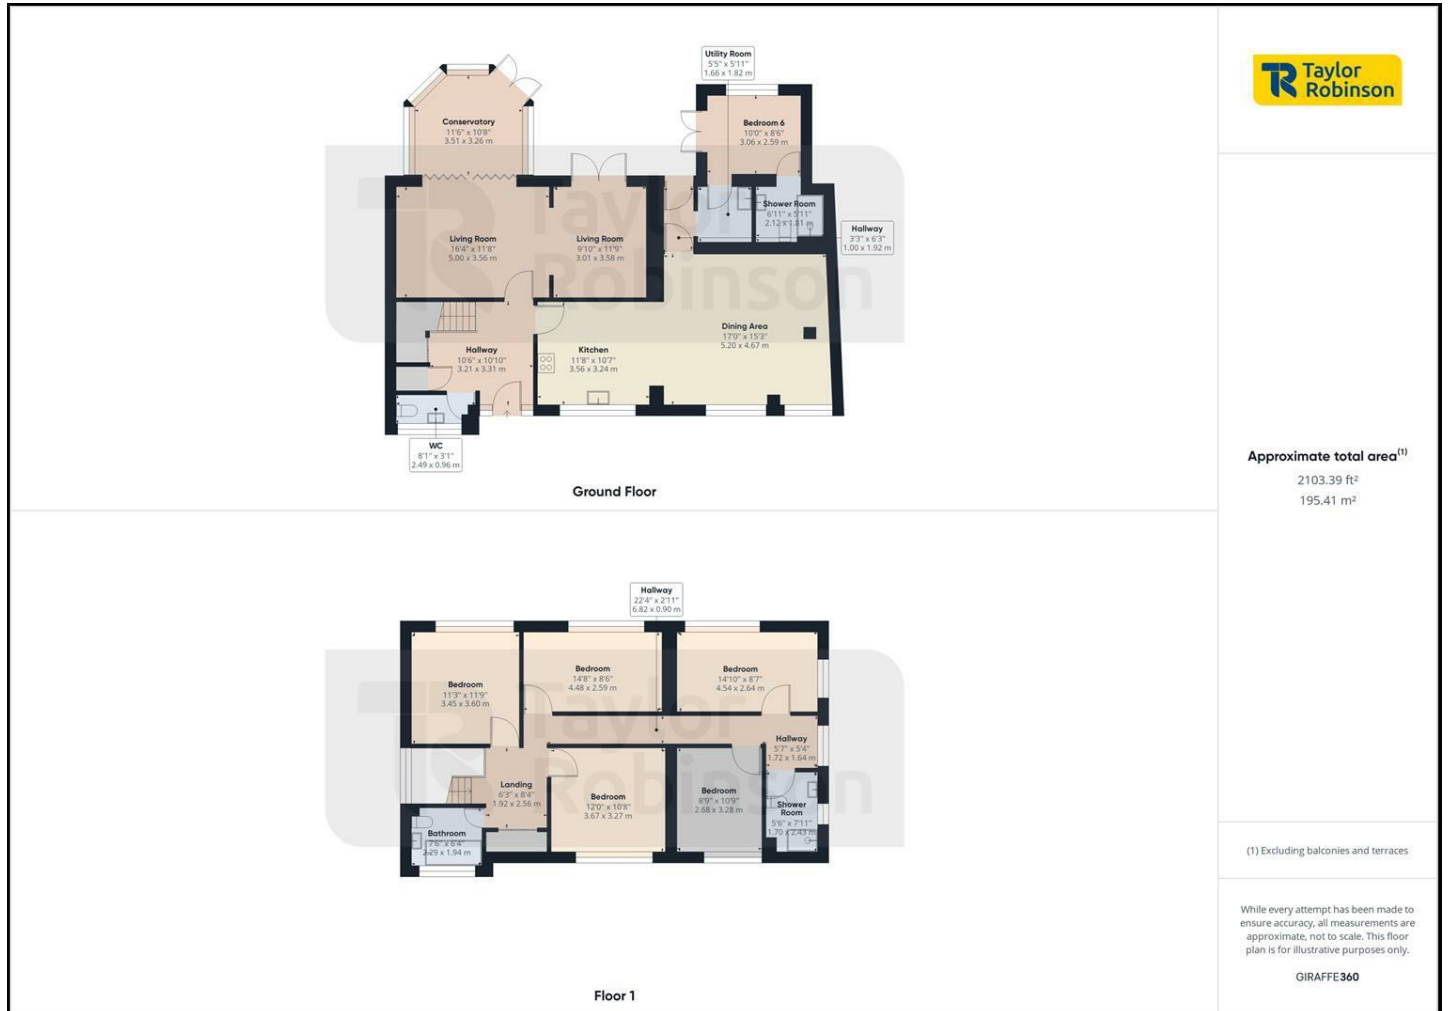 Utility Room
5'5" x 5'11"
1.66 x 1.82 m
Conservatory
11'6" x 10'8"
3.51 x 3.26 m
Bedroom 6
10'0" x 8'6"
3.06 x 2.59 m
Shower Room
6'11" x 5'11"
2.12 x 1.81 m
Hallway
3'3" x 6'3"
1.00 x 1.92 m
Living Room
16'4" x 11'8"
5.00 x 3.56 m
Living Room
9'10" x 11'9"
3.01 x 3.58 m
Dining Area
17'0" x 15'3"
5.20 x 4.67 m
Hallway
10'6" x 10'10"
3.21 x 3.31 m
Kitchen
11'8" x 10'7"
3.56 x 3.24 m
WC
8'1" x 3'1"
2.49 x 0.96 m
Taylor
Robinson
Ground Floor
Hallway
22'4" x 2'11"
6.82 x 0.90 m
Bedroom
11'3" x 11'9"
3.45 x 3.60 m
Bedroom
14'8" x 8'6"
4.48 x 2.59 m
Bedroom
14'10" x 8'7"
4.54 x 2.64 m
Hallway
5'7" x 5'4"
1.72 x 1.64 m
Landing
6'3" x 8'4"
1.92 x 2.56 m
Bedroom
12'0" x 10'8"
3.67 x 3.27 m
Bedroom
8'9" x 10'9"
2.68 x 3.28 m
Shower
Room
5'6" x 7'11"
1.70 x 2.43 m
Bathroom
7'6" x 6'4"
2.29 x 1.94 m
Taylor
Robinson
Floor 1
TR Taylor
Robinson
Approximate total area(1)
2103.39 ft²
195.41 m²
(1) Excluding balconies and terraces
While every attempt has been made to
ensure accuracy, all measurements are
approximate, not to scale. This floor
plan is for illustrative purposes only.
GIRAFFE360